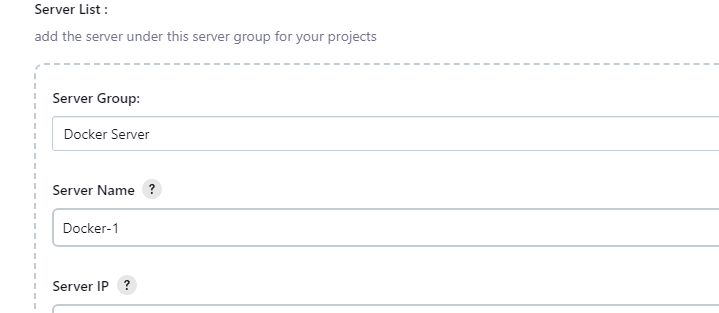 Server List :
add the server under this server group for your projects
Server Group:
Docker Server
Server Name ?
Docker-1
Server IP ?